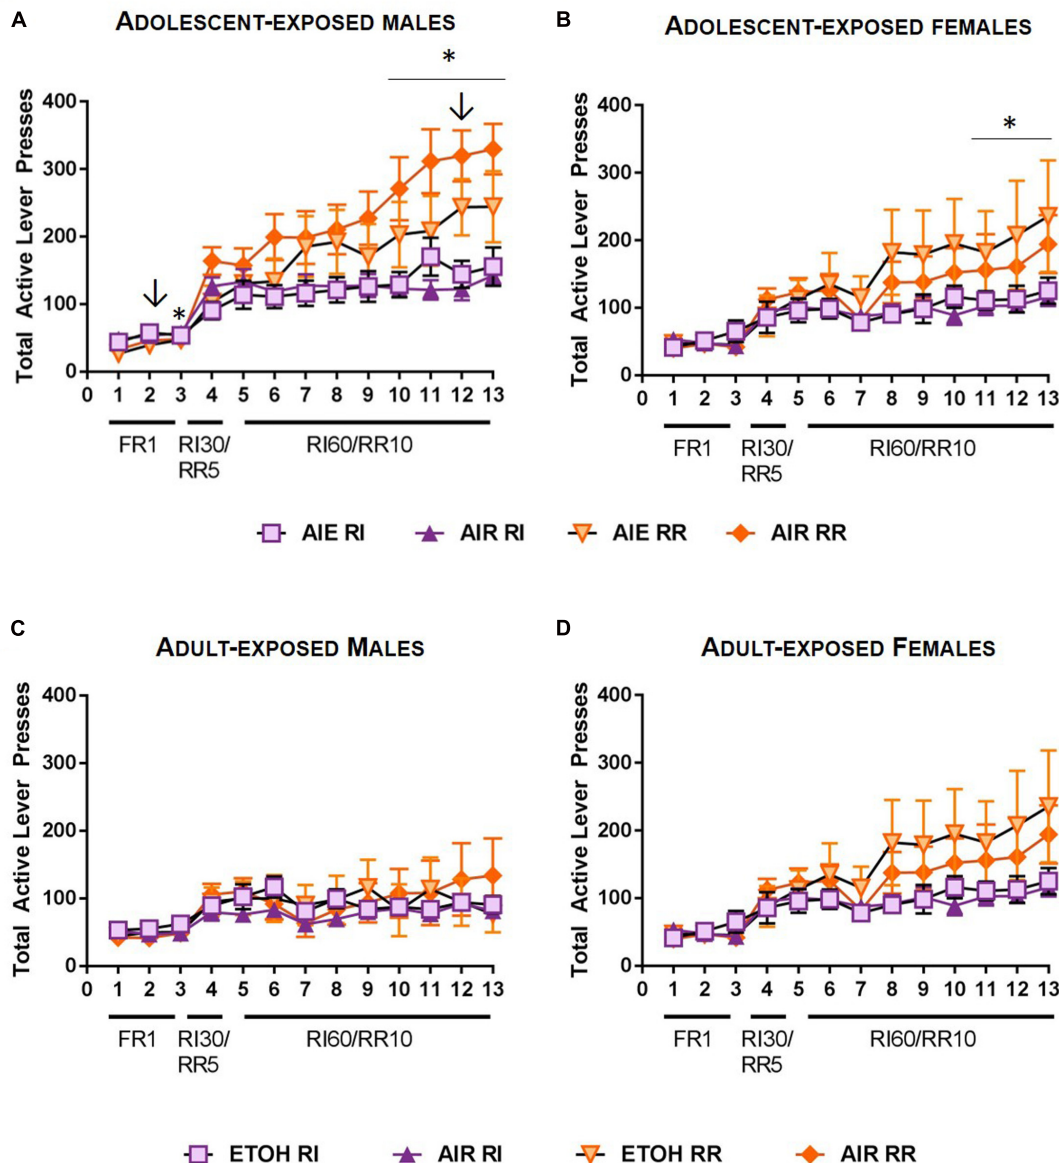 A
ADOLESCENT-EXPOSED MALES
*
↓
400
300
200
100
0
Total Active Lever Presses
↓
*
0 1 2 3 4 5 6 7 8 9 10 11 12 13
FR1
RI30/
RR5
RI60/RR10
B
ADOLESCENT-EXPOSED FEMALES
*
400
300
200
100
0
Total Active Lever Presses
0 1 2 3 4 5 6 7 8 9 10 11 12 13
FR1
RI30/
RR5
RI60/RR10
AIE RI AIR RI AIE RR AIR RR
C
ADULT-EXPOSED MALES
400
300
200
100
0
Total Active Lever Presses
0 1 2 3 4 5 6 7 8 9 10 11 12 13
FR1
RI30/
RR5
RI60/RR10
D
ADULT-EXPOSED FEMALES
400
300
200
100
0
Total Active Lever Presses
0 1 2 3 4 5 6 7 8 9 10 11 12 13
FR1
RI30/
RR5
RI60/RR10
ETOH RI AIR RI ETOH RR AIR RR